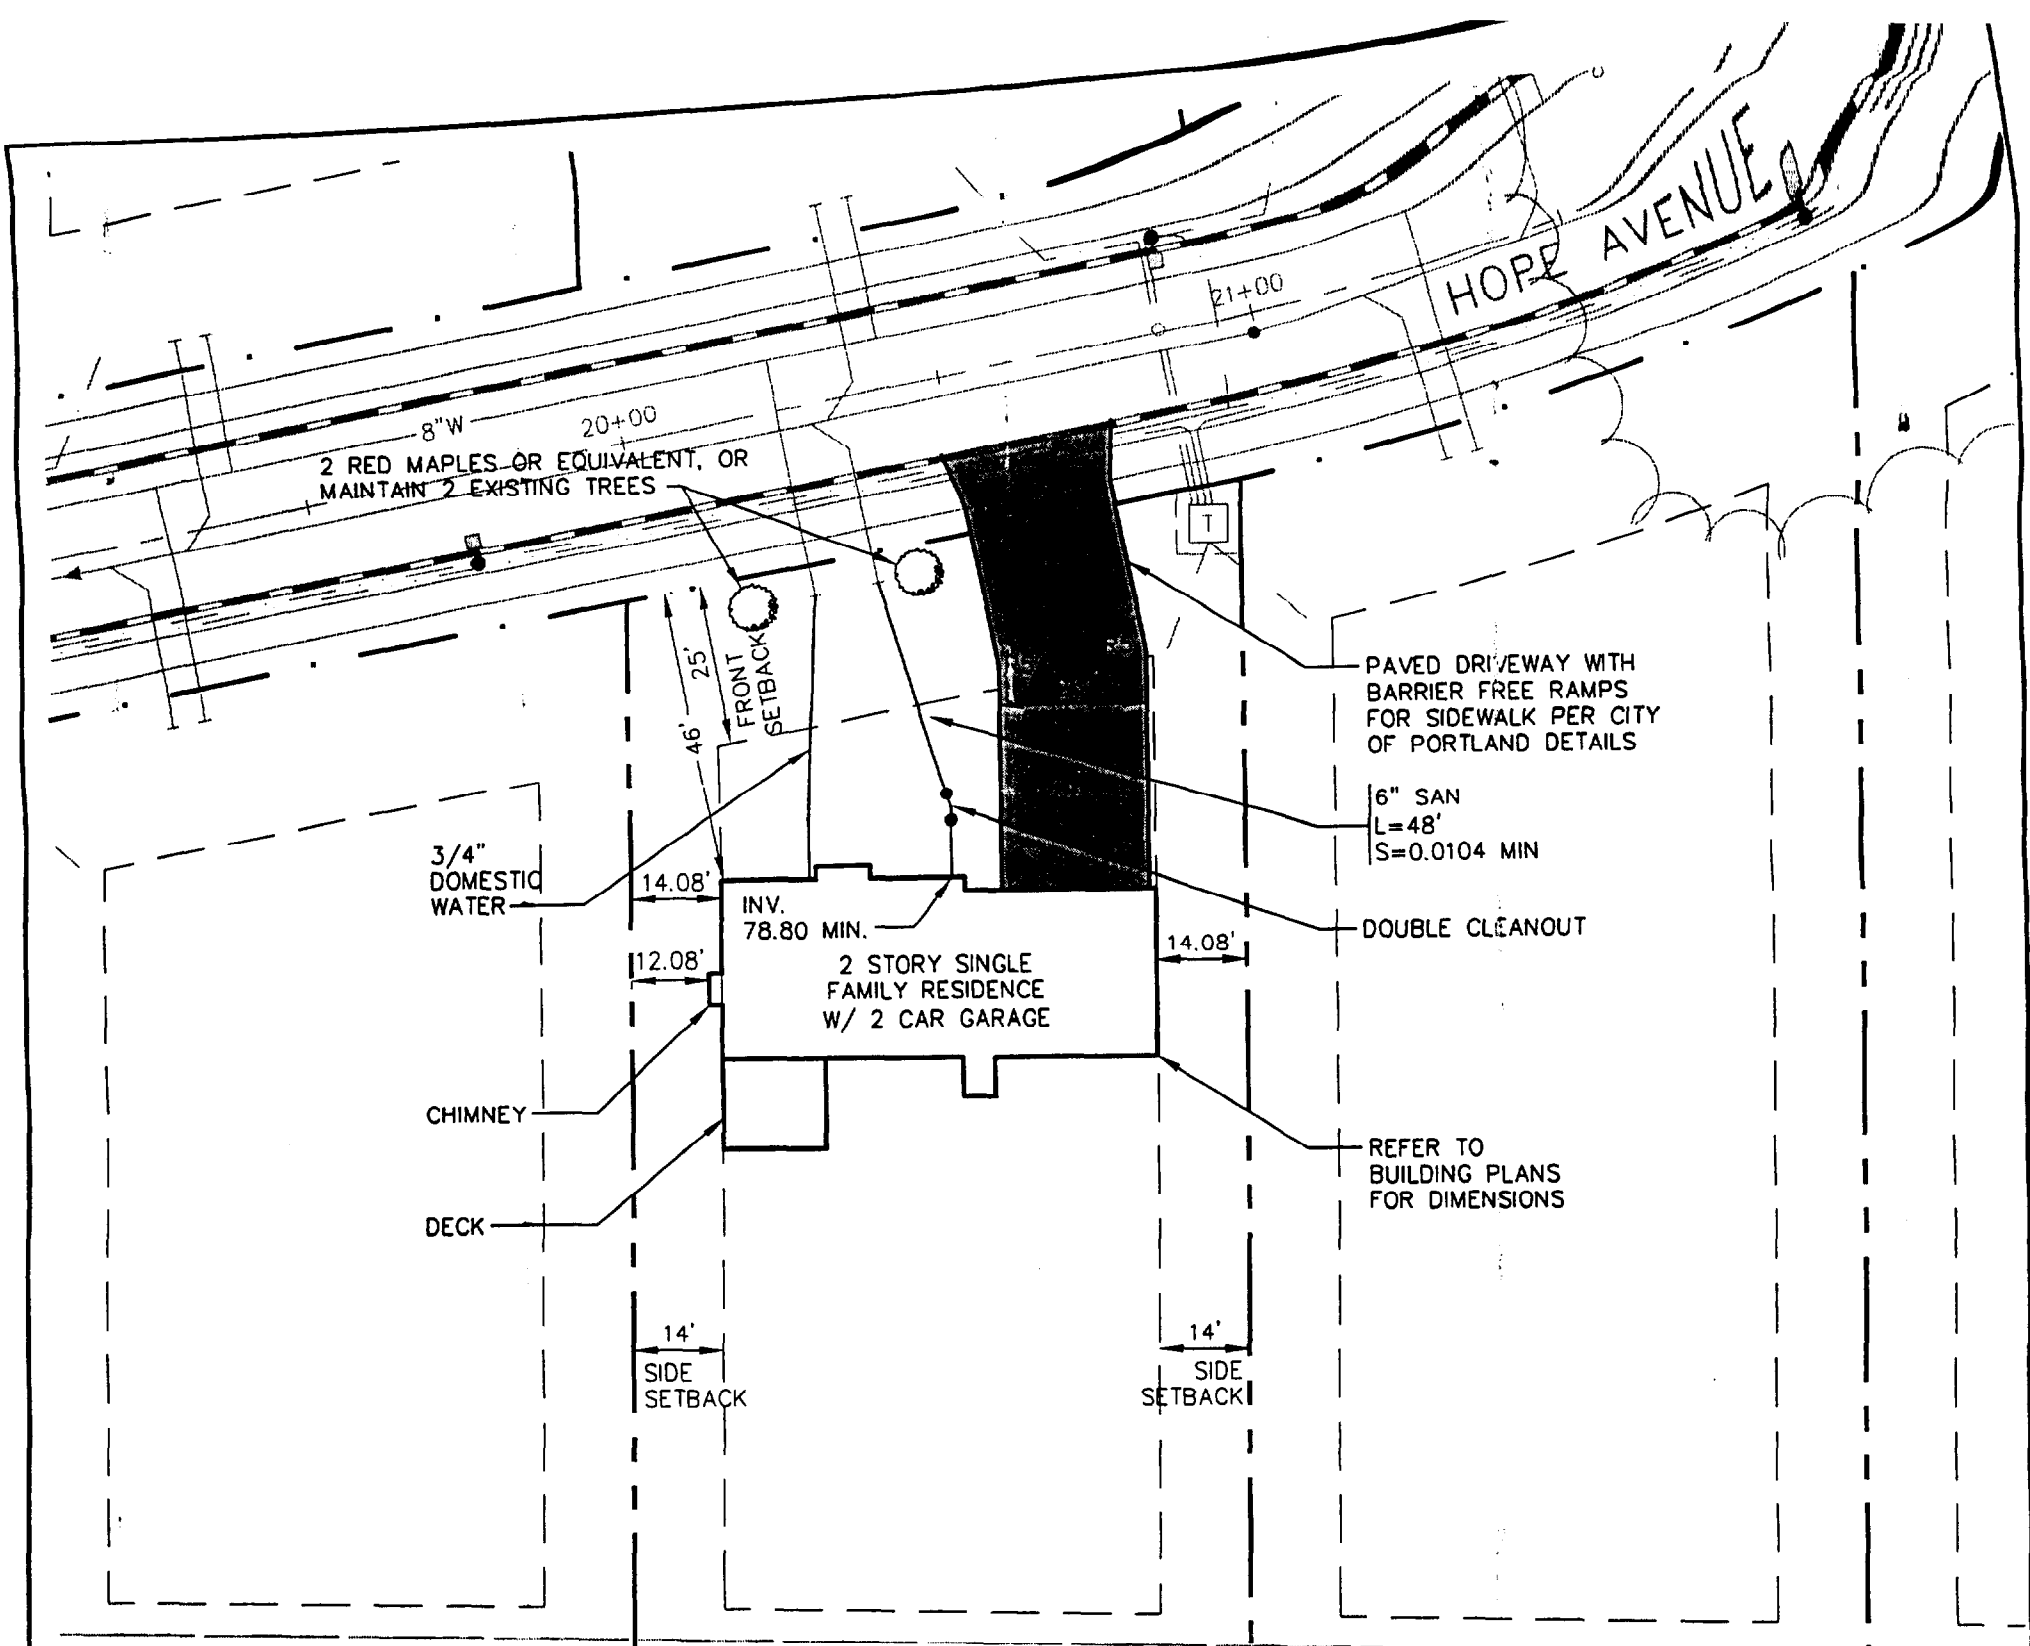 HOPE AVENUE
21+00
20+00
8"W
2 RED MAPLES OR EQUIVALENT, OR
MAINTAIN 2 EXISTING TREES
T
25'
FRONT
SETBACK
46'
PAVED DRIVEWAY WITH
BARRIER FREE RAMPS
FOR SIDEWALK PER CITY
OF PORTLAND DETAILS
6" SAN
L=48'
S=0.0104 MIN
3/4"
DOMESTIC
WATER
14.08'
INV.
78.80 MIN.
DOUBLE CLEANOUT
14.08'
12.08'
2 STORY SINGLE
FAMILY RESIDENCE
W/ 2 CAR GARAGE
CHIMNEY
REFER TO
BUILDING PLANS
FOR DIMENSIONS
DECK
14'
SIDE
SETBACK
14'
SIDE
SETBACK